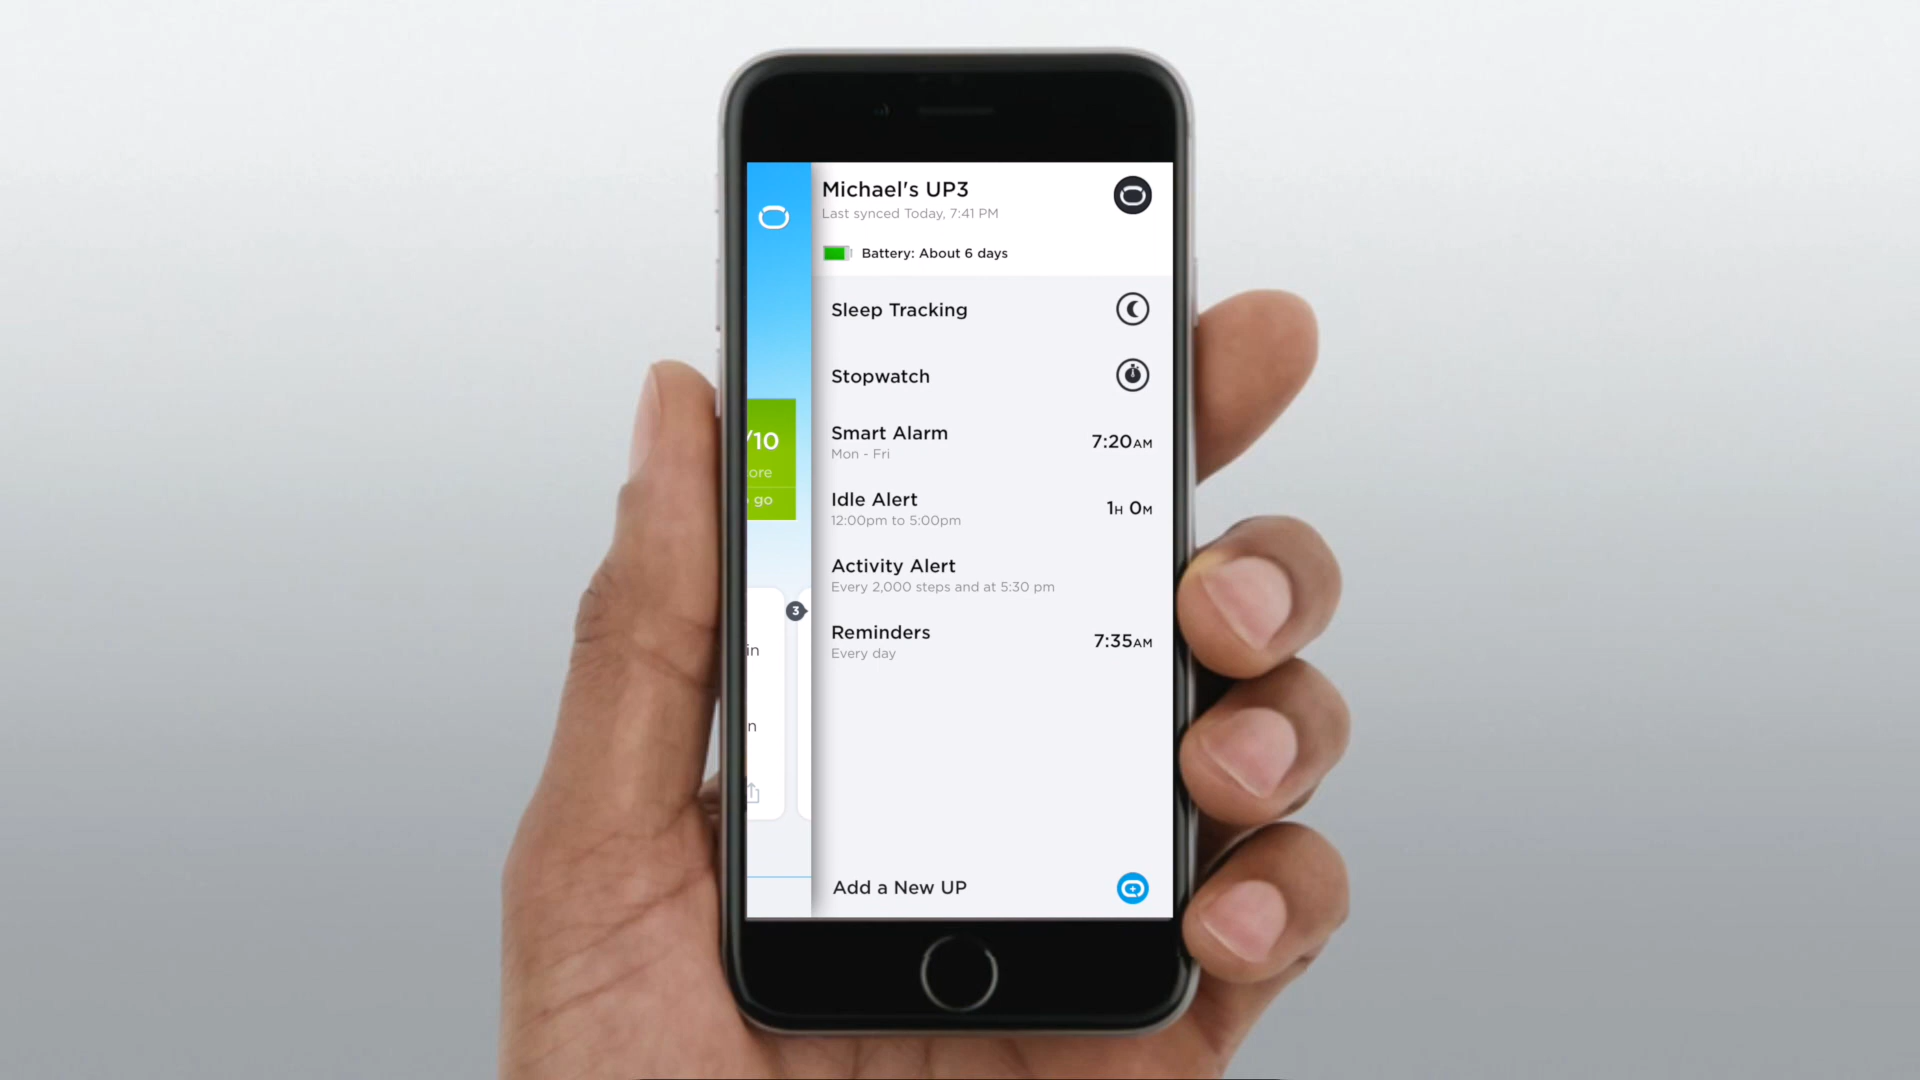 Michael's UP3
Last synced Today, 7:41 PM
Battery: About 6 days
Sleep Tracking
Stopwatch
Smart Alarm
7:20AM
Mon - Fri
Idle Alert
1H 0M
12:00pm to 5:00pm
Activity Alert
Every 2,000 steps and at 5:30 pm
Reminders
7:35AM
Every day
Add a New UP
/10
ore
go
3
in
n